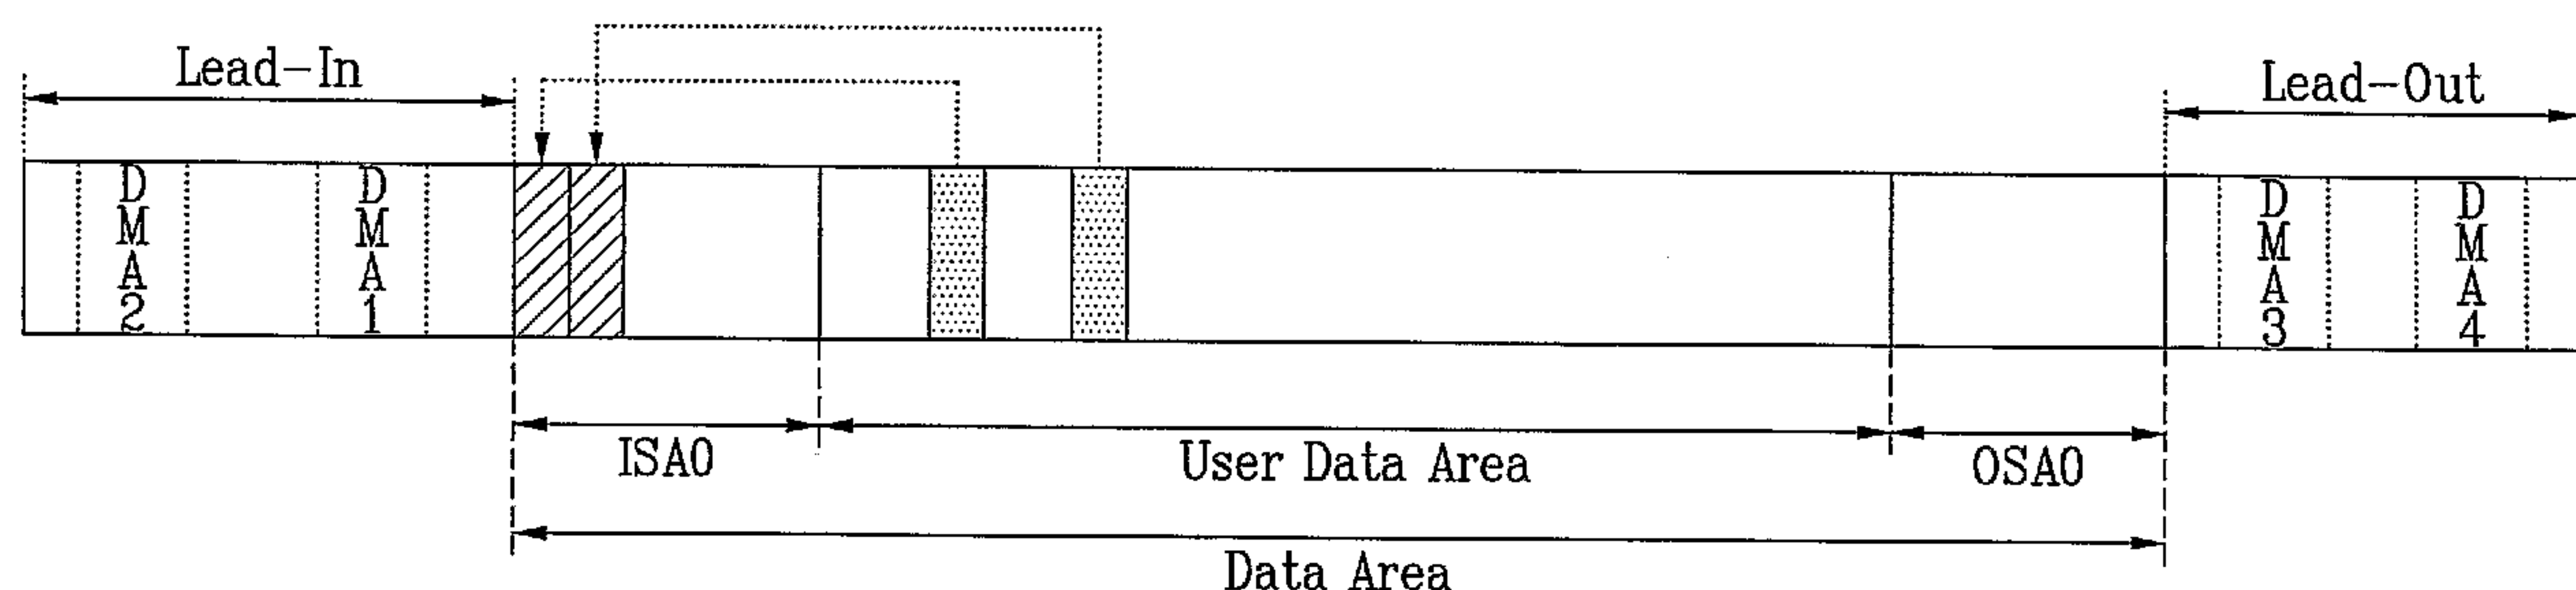 Lead-In
Lead-Out
DMA2
DMA1
DMA3
DMA4
ISA0
User Data Area
OSA0
Data Area